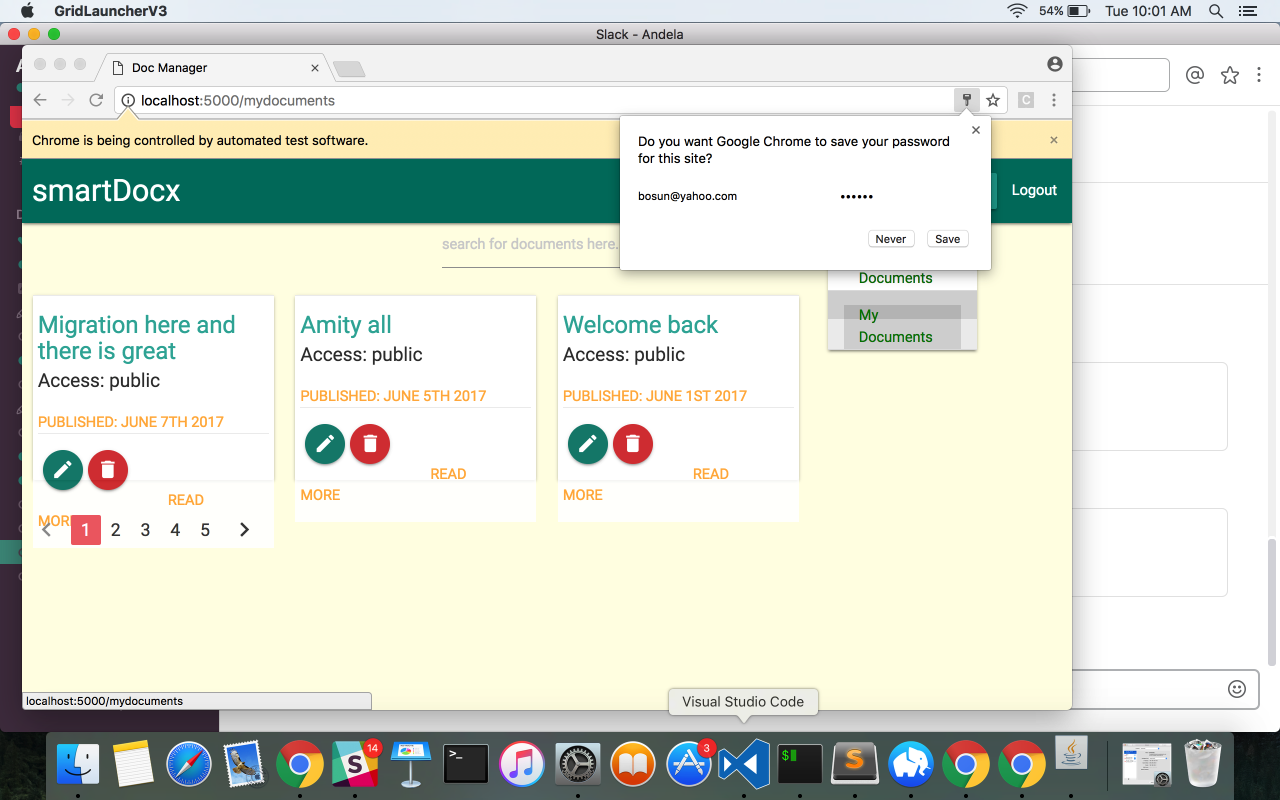 GridLauncherV3
54%
Tue 10:01 AM
Slack - Andela
Doc Manager
localhost:5000/mydocuments
C
Chrome is being controlled by automated test software.
Do you want Google Chrome to save your password
for this site?
bosun@yahoo.com
••••••
Never
Save
smartDocx
Logout
search for documents here.
Documents
My
Documents
Migration here and
there is great
Access: public
PUBLISHED: JUNE 7TH 2017
READ
MORE
Amity all
Access: public
PUBLISHED: JUNE 5TH 2017
READ
MORE
Welcome back
Access: public
PUBLISHED: JUNE 1ST 2017
READ
MORE
1 2 3 4 5
localhost:5000/mydocuments
Visual Studio Code
14
3